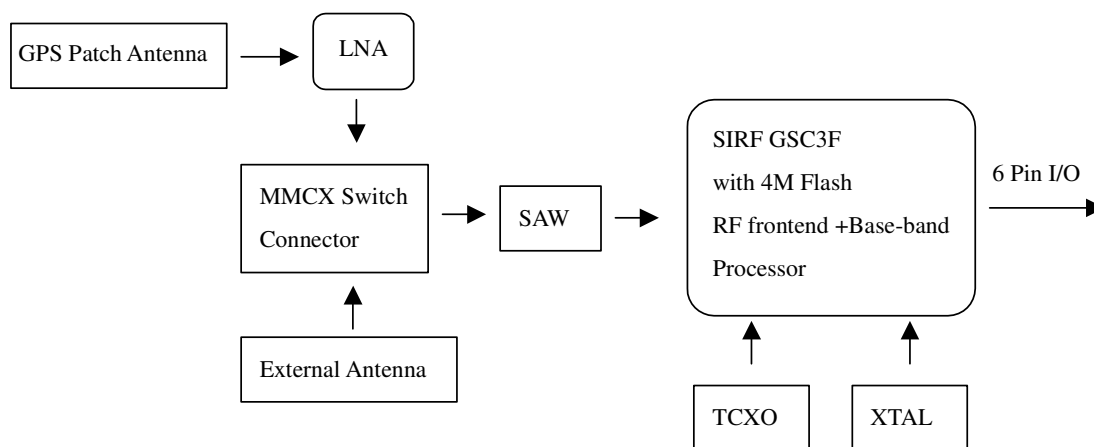 GPS Patch Antenna
LNA
MMCX Switch
Connector
SAW
SIRF GSC3F
with 4M Flash
RF frontend +Base-band
Processor
6 Pin I/O
External Antenna
TCXO
XTAL